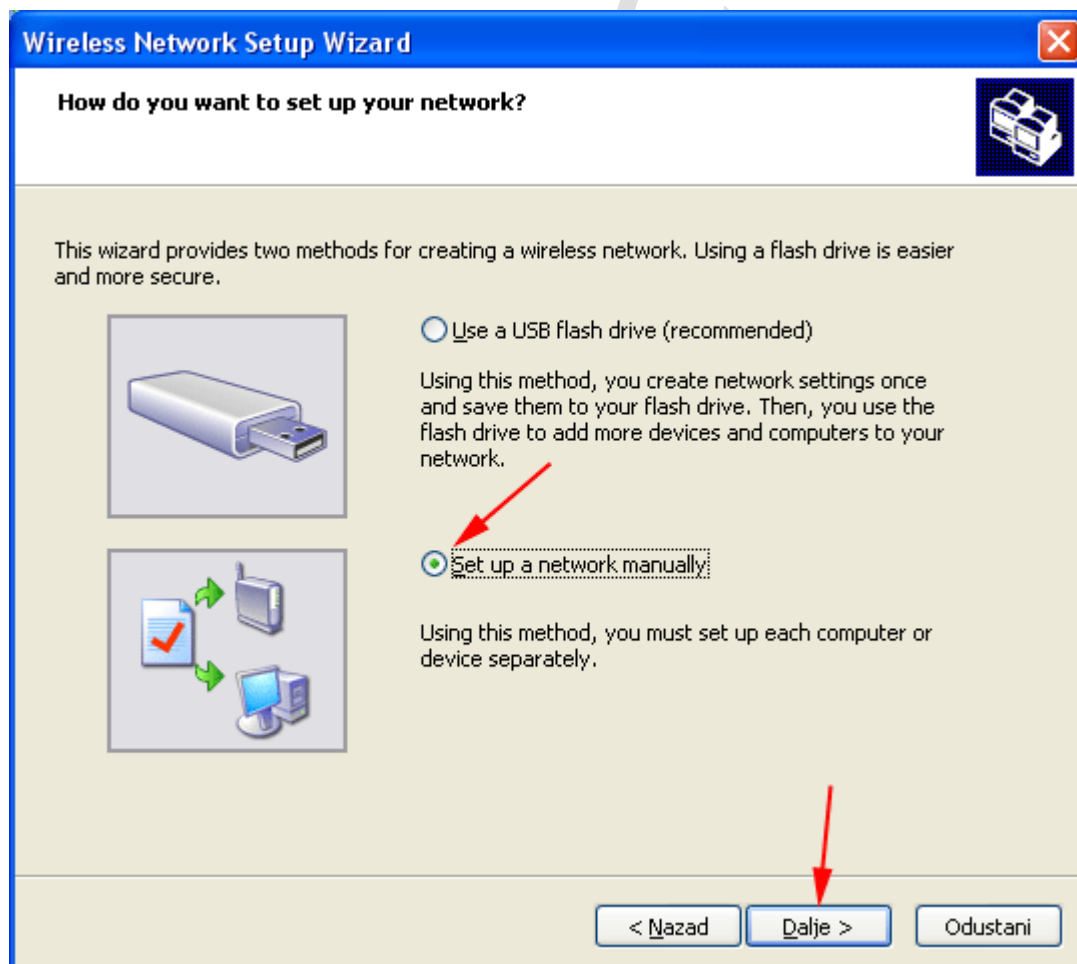 Wireless Network Setup Wizard
How do you want to set up your network?
This wizard provides two methods for creating a wireless network. Using a flash drive is easier
and more secure.
Use a USB flash drive (recommended)
Using this method, you create network settings once
and save them to your flash drive. Then, you use the
flash drive to add more devices and computers to your
network.
Set up a network manually
Using this method, you must set up each computer or
device separately.
< Nazad
Dalje >
Odustani